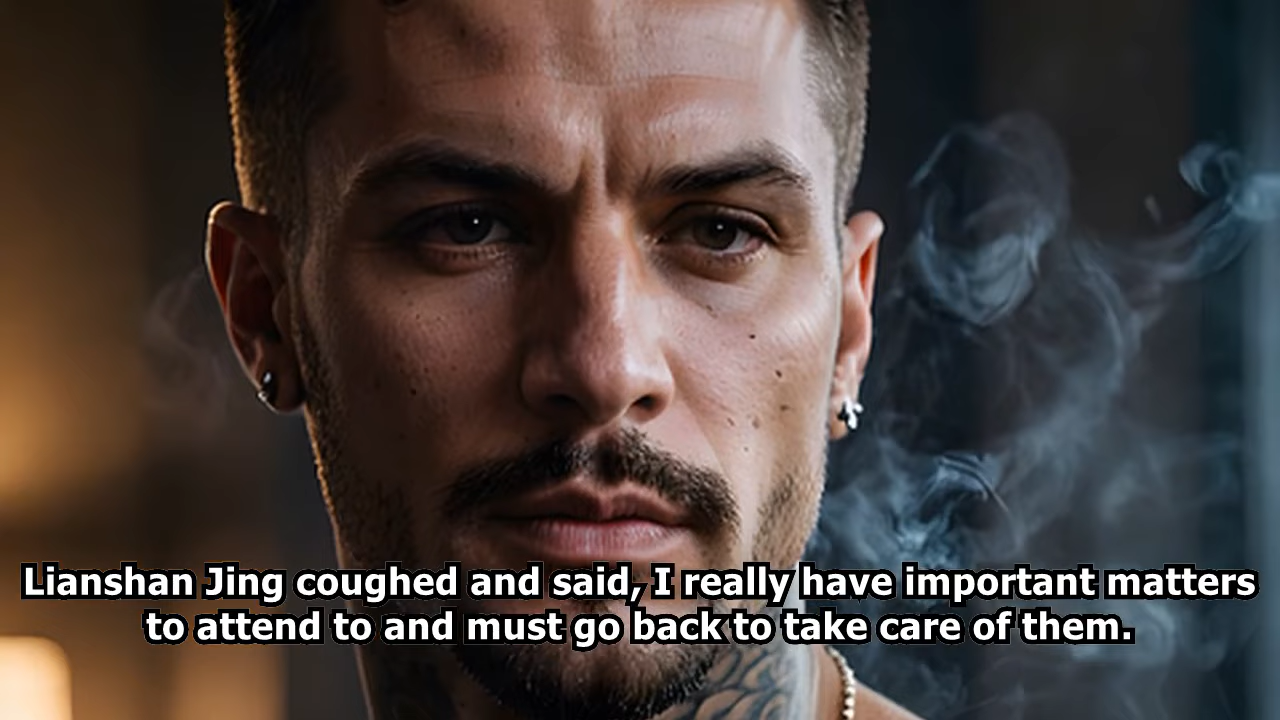 Lianshan Jing coughed and said, I really have important matters
to attend to and must go back to take care of them.